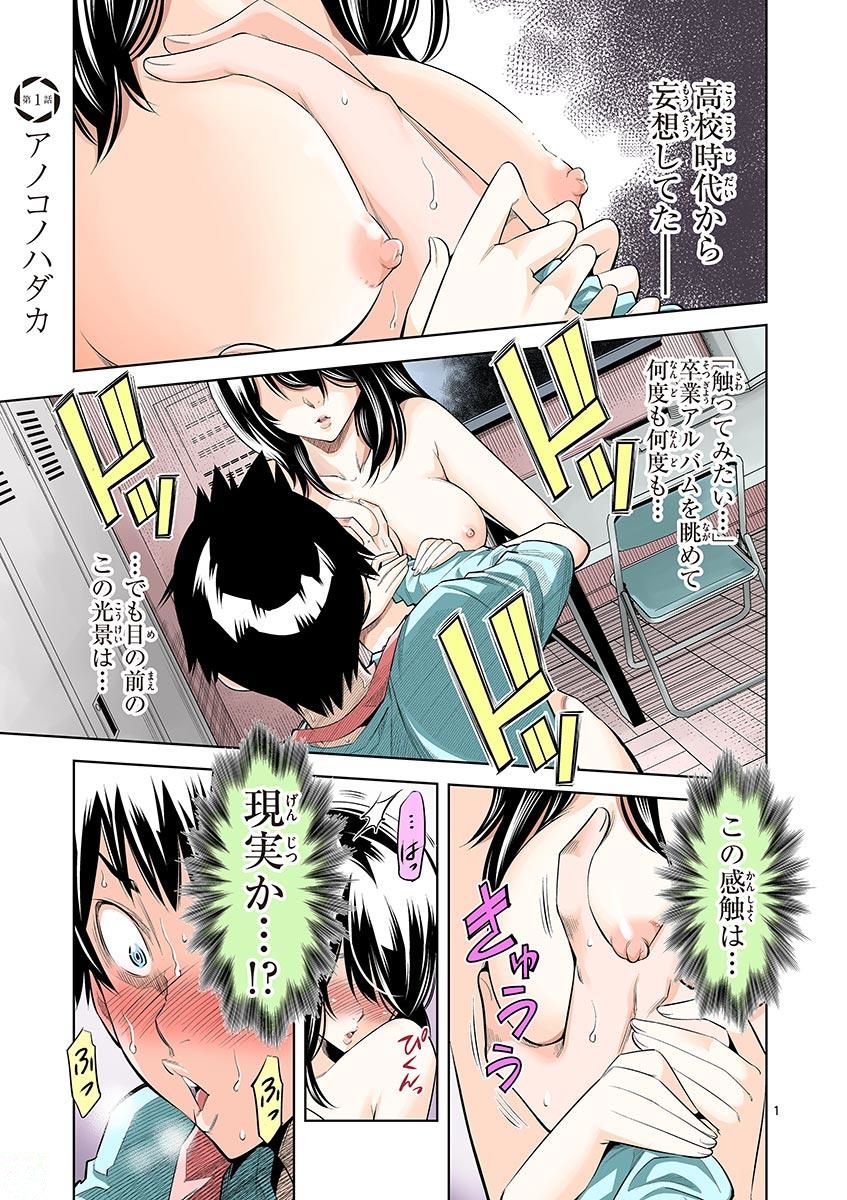 第1話
アノコノハダカ
高校時代から
妄想してた――
『触ってみたい…』
卒業アルバムを眺めて
何度も何度も…
ドッ
ドッ
ドッ
…でも目の前の
この光景は…
この感触は…
きゅううう
…はっ
ぴくんっ
現実か…!?
ふっ
ふっ
1